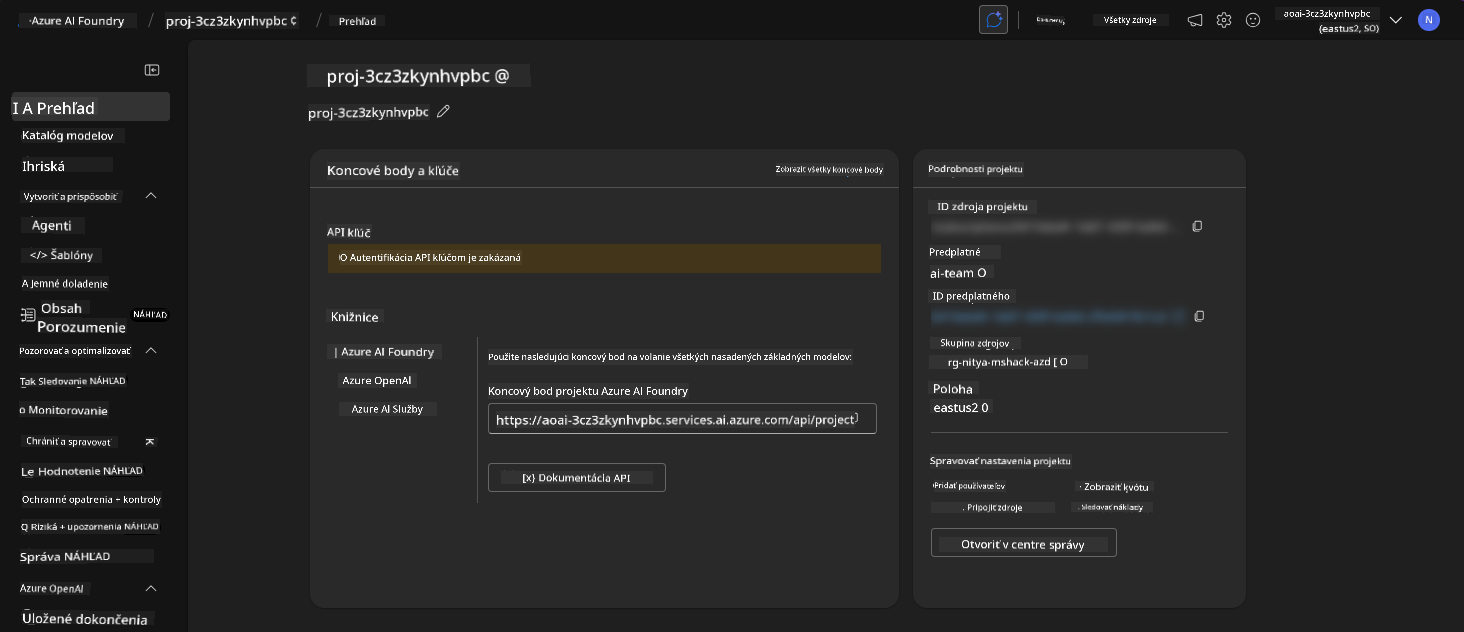 Azure AI Foundry / proj-3cz3zkynhvpbc / Prehľad
Všetky zdroje
aoai-3cz3zkynhvpbc
(eastus2, SO)
N
I A Prehľad
Katalóg modelov
Ihriská
Vytvoriť a prispôsobiť
Agenti
</> Šablóny
A Jemné doladenie
Obsah
Porozumenie NÁHĽAD
Pozorovať a optimalizovať
Tak Sledovanie NÁHĽAD
o Monitorovanie
Chrániť a spravovať
Le Hodnotenie NÁHĽAD
Ochranné opatrenia + kontroly
Q Riziká + upozornenia NÁHĽAD
Správa NÁHĽAD
Azure OpenAI
Uložené dokončenia
proj-3cz3zkynhvpbc @
proj-3cz3zkynhvpbc
Koncové body a kľúče
Zobraziť všetky koncové body
API kľúč
O Autentifikácia API kľúčom je zakázaná
Knižnice
| Azure AI Foundry
Azure OpenAI
Azure AI Služby
Použite nasledujúci koncový bod na volanie všetkých nasadených základných modelov:
Koncový bod projektu Azure AI Foundry
https://aoai-3cz3zkynhvpbc.services.ai.azure.com/api/project
[x} Dokumentácia API
Podrobnosti projektu
ID zdroja projektu
Predplatné
ai-team O
ID predplatného
Skupina zdrojov
rg-nitya-mshack-azd [ O
Poloha
eastus2 0
Spravovať nastavenia projektu
Pridať používateľov
· Zobraziť kvótu
. Pripojiť zdroje
. Sledovať náklady
Otvoriť v centre správy